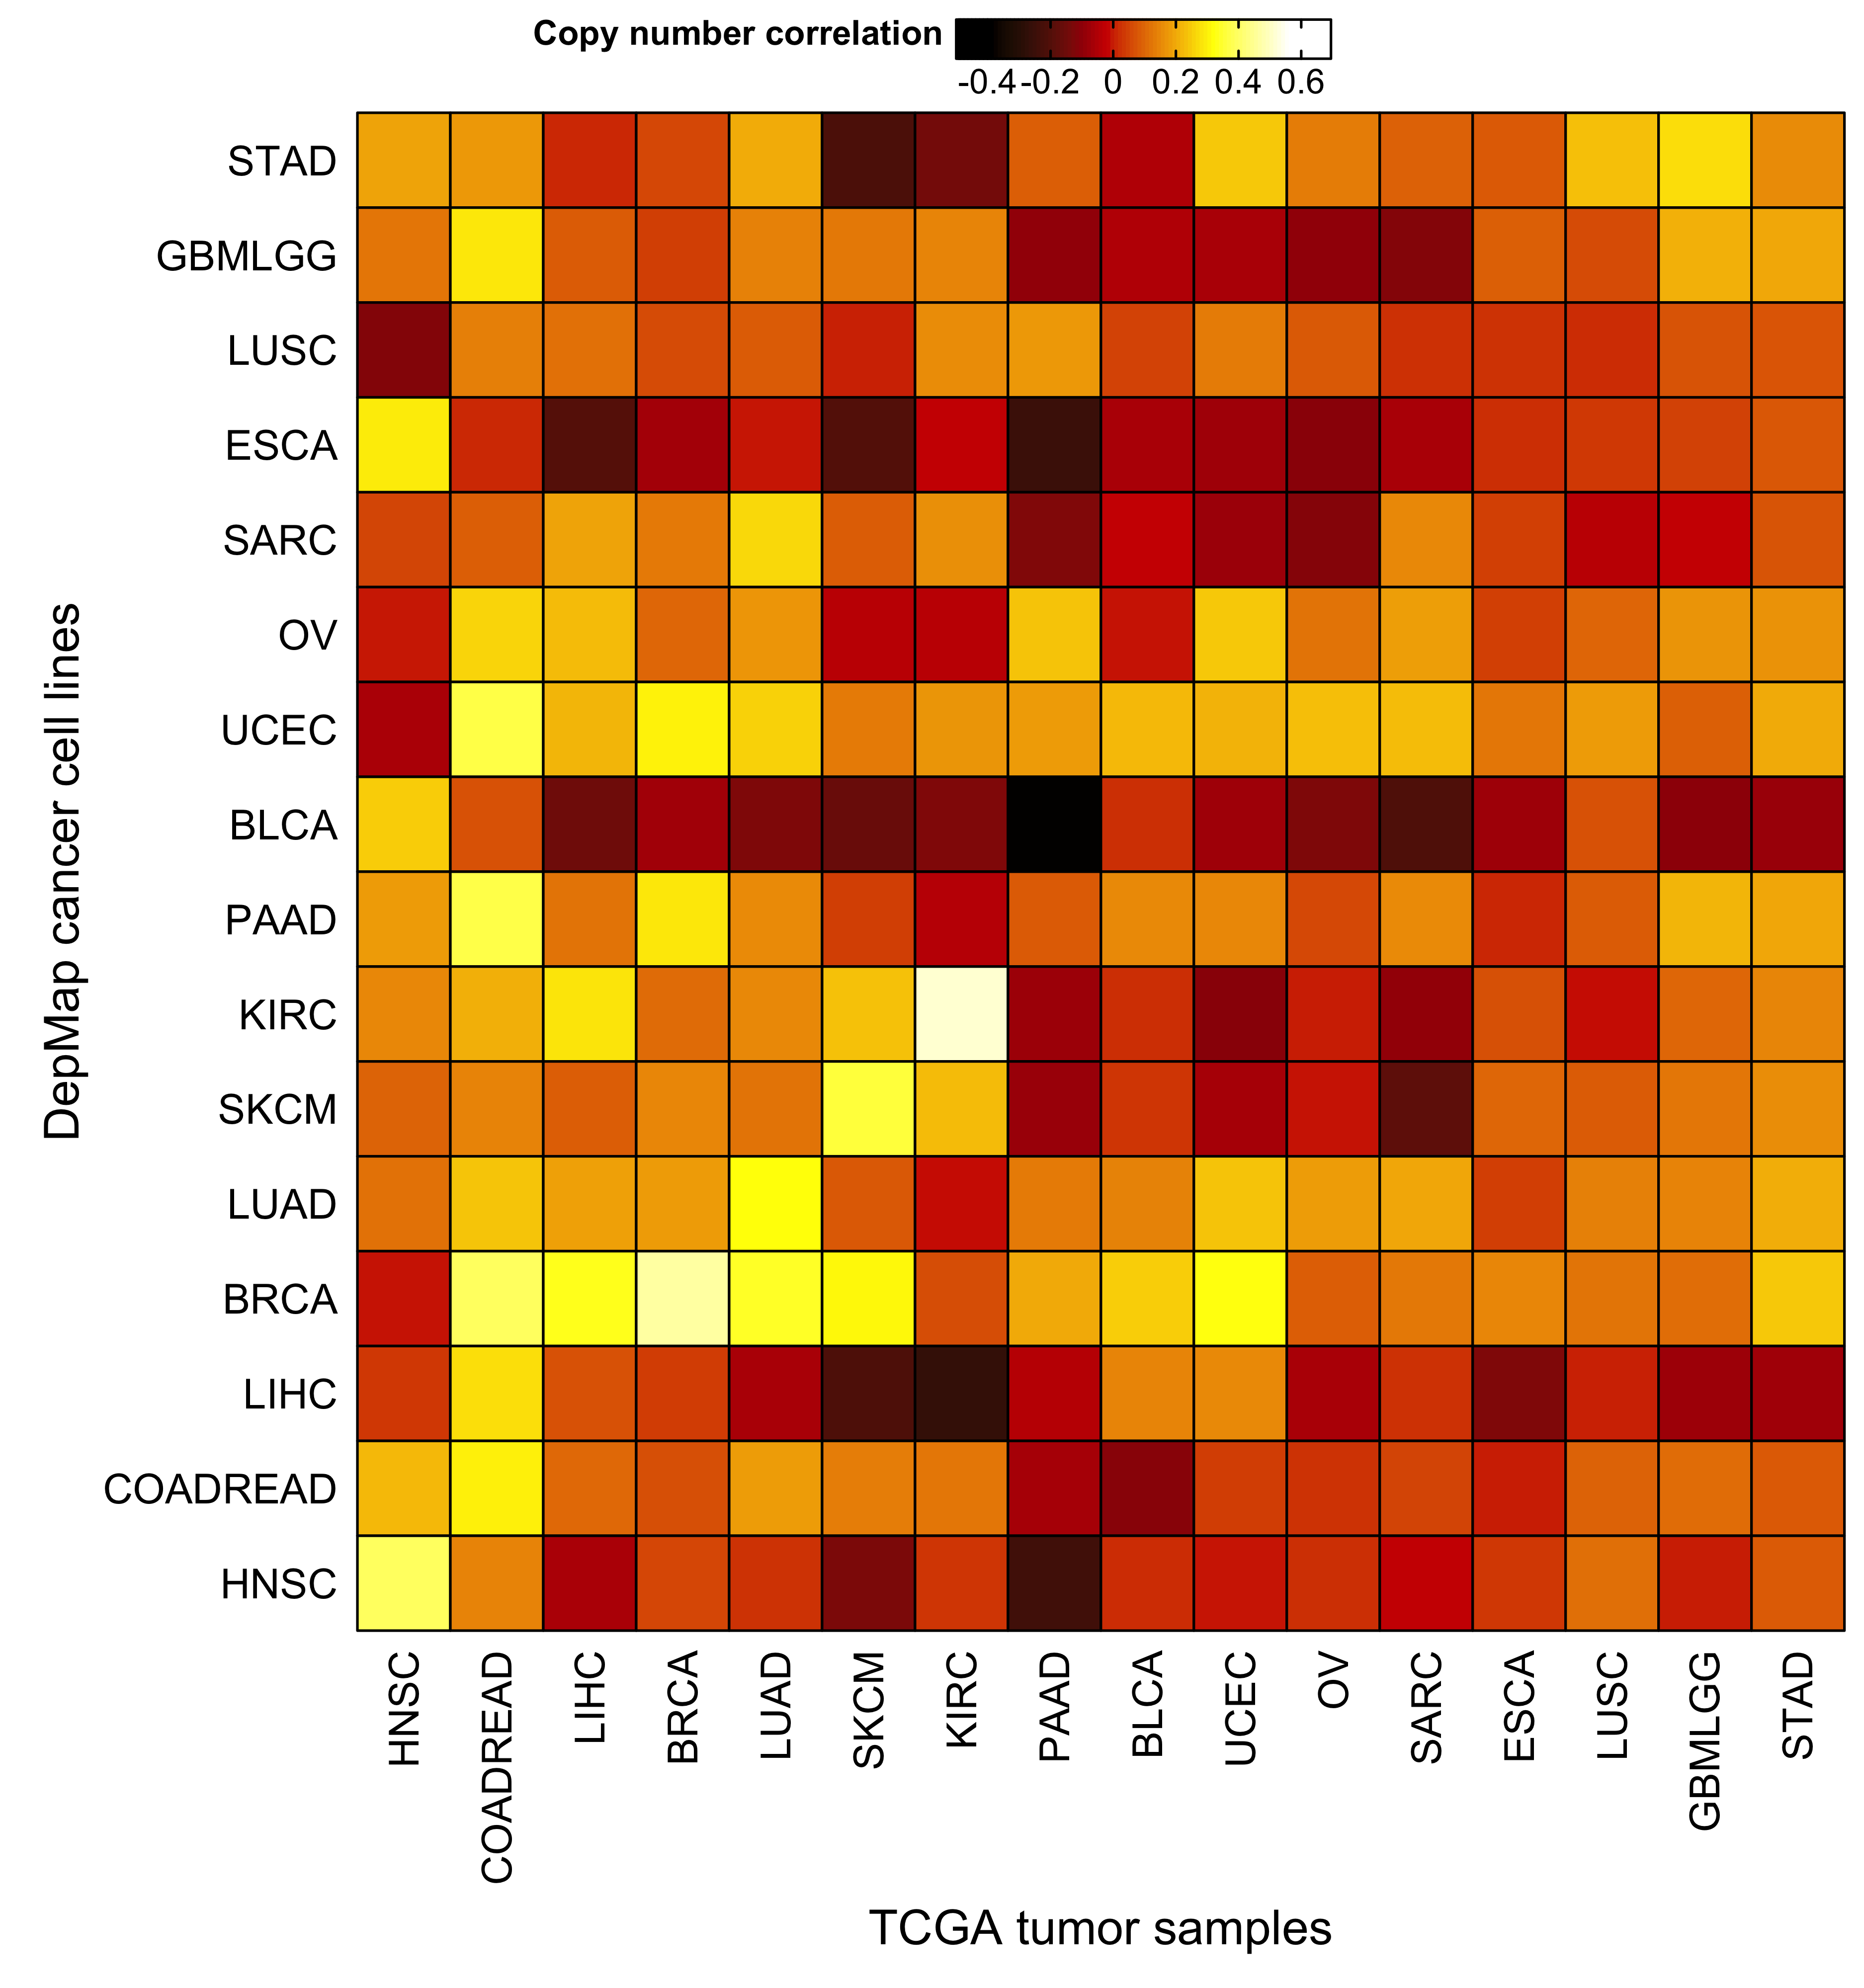 Copy number correlation
-0.4 -0.2 0 0.2 0.4 0.6
STAD
GBMLGG
LUSC
ESCA
SARC
OV
UCEC
BLCA
PAAD
KIRC
SKCM
LUAD
BRCA
LIHC
COADREAD
HNSC
DepMap cancer cell lines
HNSC
COADREAD
LIHC
BRCA
LUAD
SKCM
KIRC
PAAD
BLCA
UCEC
OV
SARC
ESCA
LUSC
GBMLGG
STAD
TCGA tumor samples